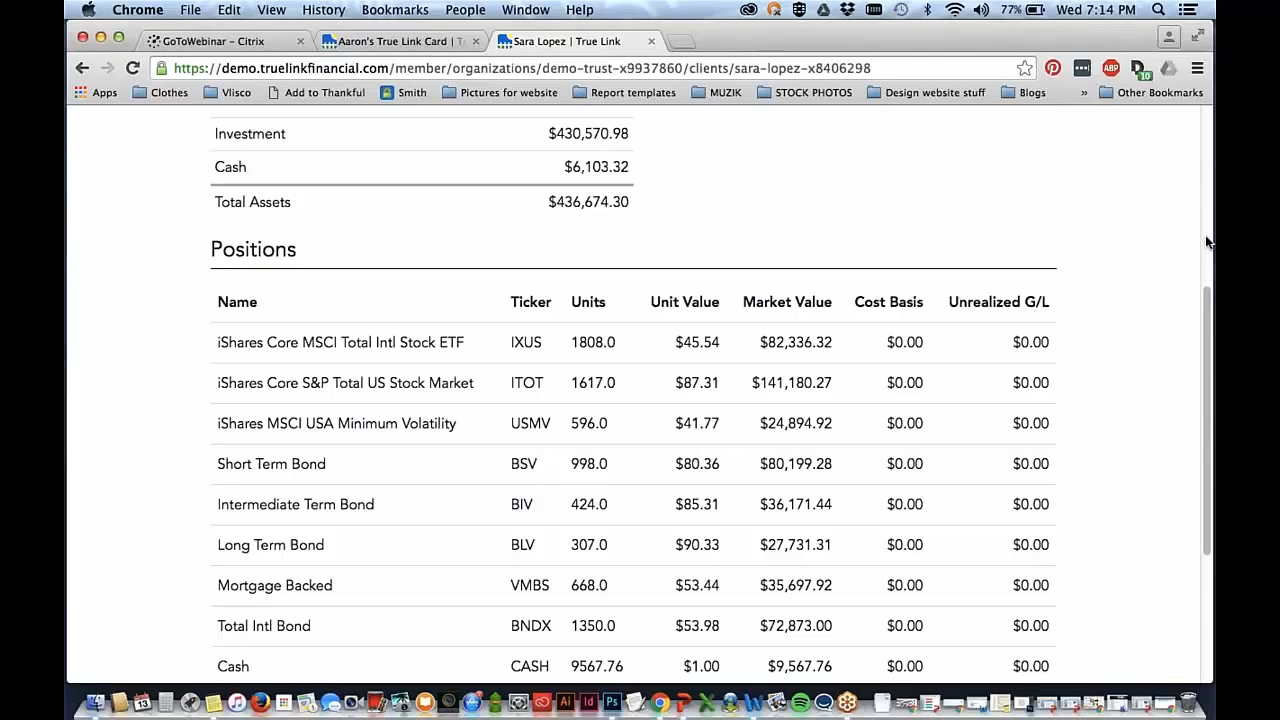 Chrome File Edit View History Bookmarks People Window Help 77% Wed 7:14 PM
GoToWebinar - Citrix Aaron's True Link Card | Tr Sara Lopez | True Link
https://demo.truelinkfinancial.com/member/organizations/demo-trust-x9937860/clients/sara-lopez-x8406298 ABP 10
Apps Clothes Vlisco Add to Thankful Smith Pictures for website Report templates MUZIK STOCK PHOTOS Design website stuff Blogs » Other Bookmarks
Investment $430,570.98
Cash $6,103.32
Total Assets $436,674.30
Positions
Name Ticker Units Unit Value Market Value Cost Basis Unrealized G/L
iShares Core MSCI Total Intl Stock ETF IXUS 1808.0 $45.54 $82,336.32 $0.00 $0.00
iShares Core S&P Total US Stock Market ITOT 1617.0 $87.31 $141,180.27 $0.00 $0.00
iShares MSCI USA Minimum Volatility USMV 596.0 $41.77 $24,894.92 $0.00 $0.00
Short Term Bond BSV 998.0 $80.36 $80,199.28 $0.00 $0.00
Intermediate Term Bond BIV 424.0 $85.31 $36,171.44 $0.00 $0.00
Long Term Bond BLV 307.0 $90.33 $27,731.31 $0.00 $0.00
Mortgage Backed VMBS 668.0 $53.44 $35,697.92 $0.00 $0.00
Total Intl Bond BNDX 1350.0 $53.98 $72,873.00 $0.00 $0.00
Cash CASH 9567.76 $1.00 $9,567.76 $0.00 $0.00
13 Ai Id Ps